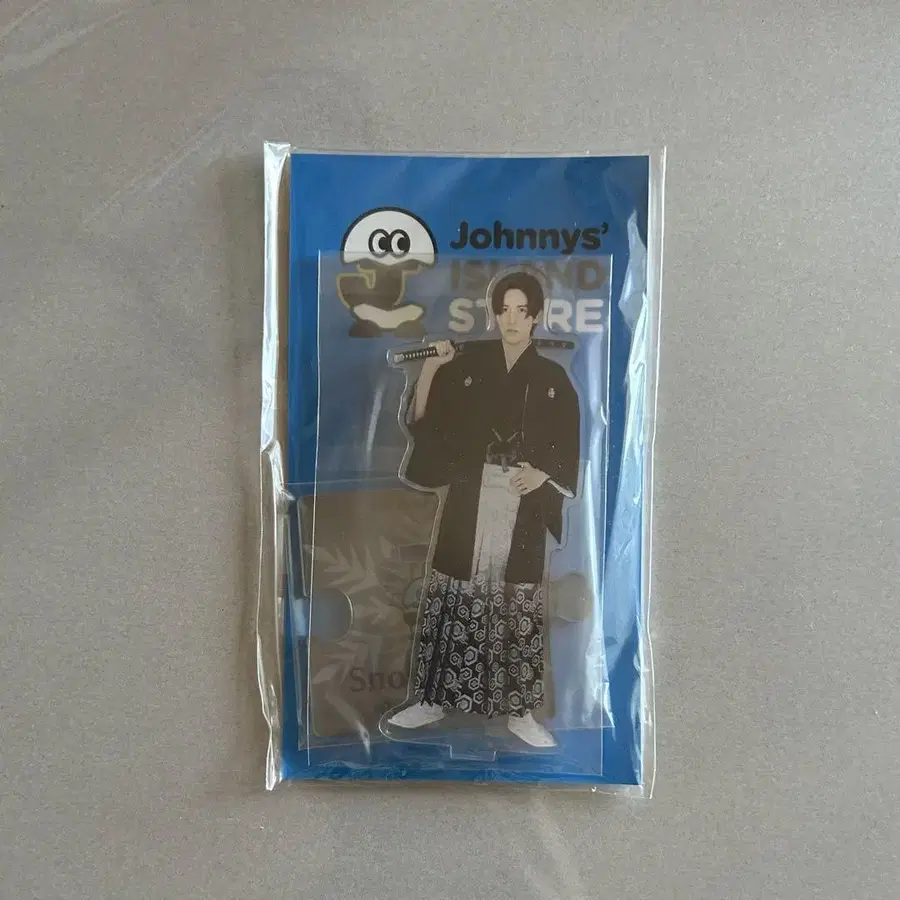 Johnnys'
ISLAND
STORE
Sno